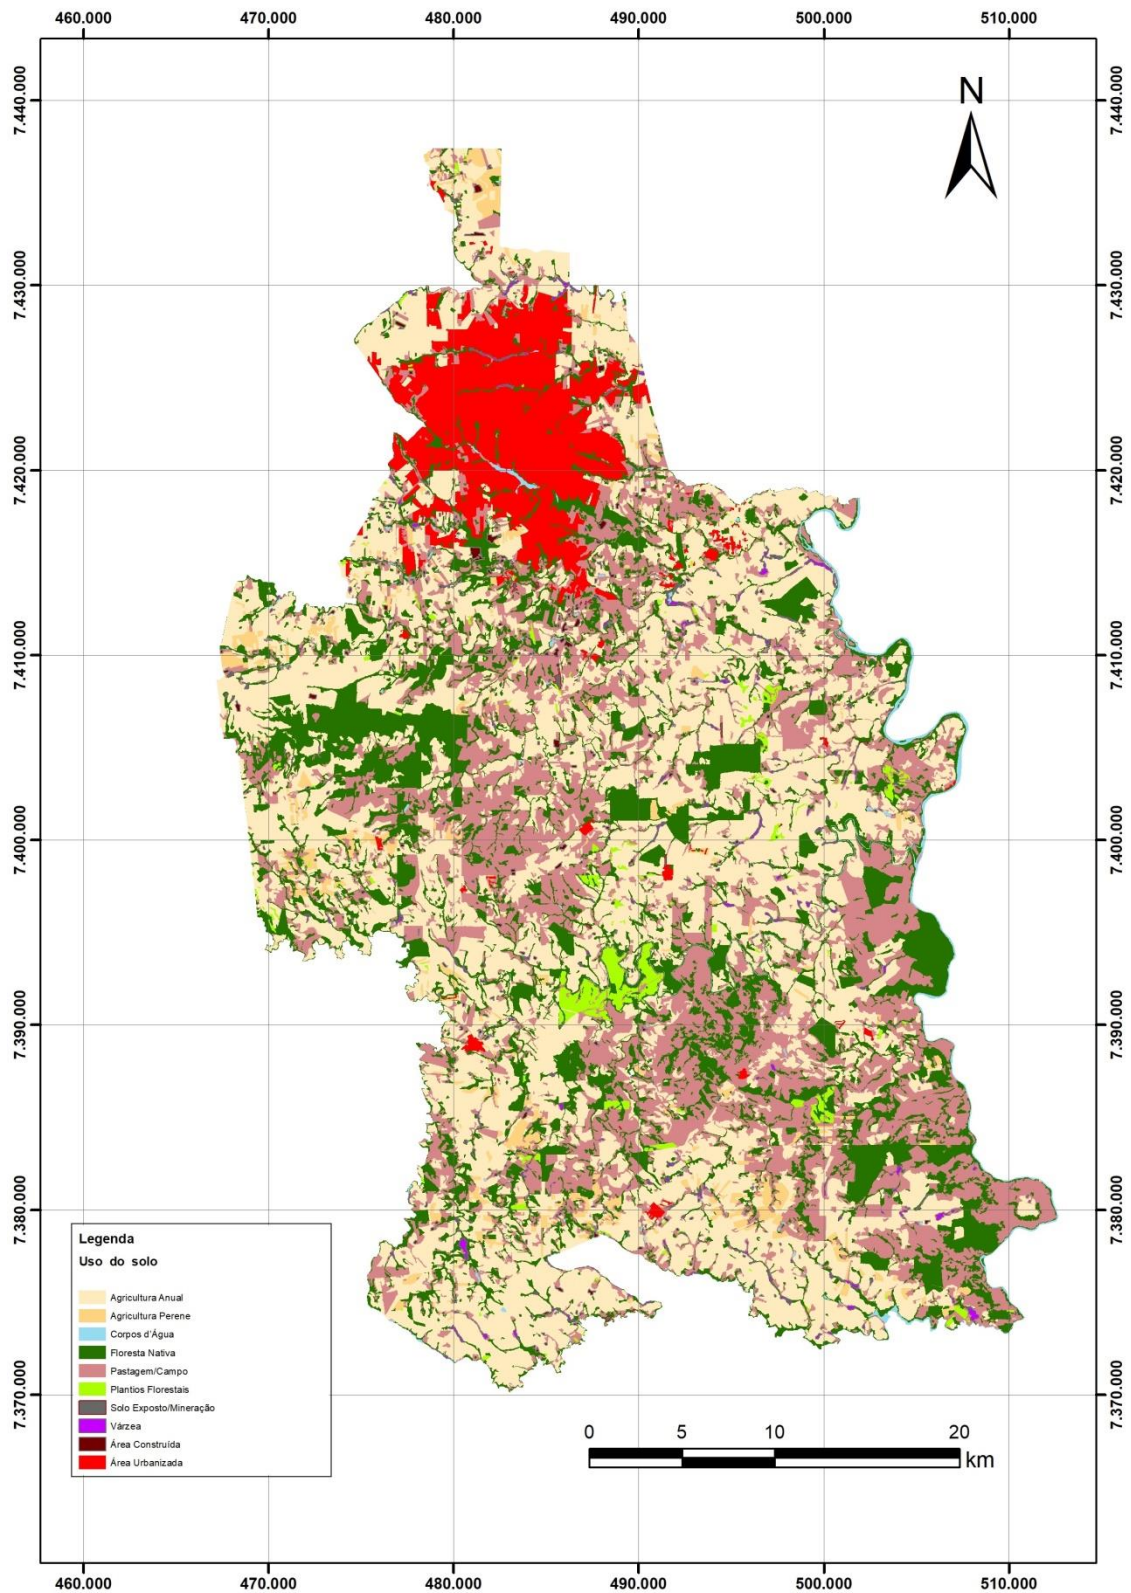 460.000 470.000 480.000 490.000 500.000 510.000
7.440.000 7.440.000
N
7.430.000 7.430.000
7.420.000 7.420.000
7.410.000 7.410.000
7.400.000 7.400.000
7.390.000 7.390.000
7.380.000 7.380.000
Legenda
Uso do solo
Agricultura Anual
Agricultura Perene
Corpos d'Água
Floresta Nativa
Pastagem/Campo
Plantios Florestais
Solo Exposto/Mineração
Várzea
Área Construída
Área Urbanizada
7.370.000 7.370.000
0 5 10 20
km
460.000 470.000 480.000 490.000 500.000 510.000